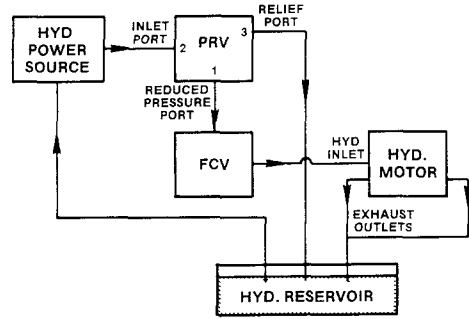 HYD
POWER
SOURCE
INLET
PORT
2
PRV
3
1
RELIEF
PORT
REDUCED
PRESSURE
PORT
FCV
HYD
INLET
HYD.
MOTOR
EXHAUST
OUTLETS
HYD. RESERVOIR